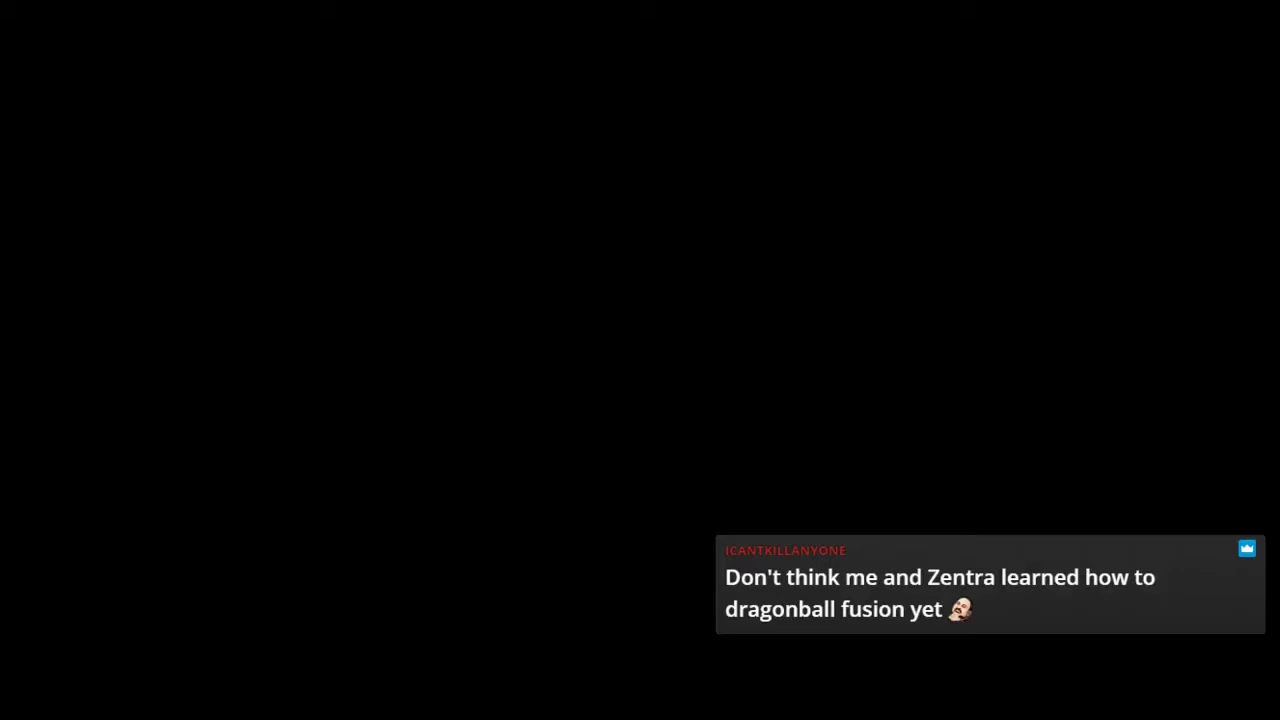 ICANTKILLANYONE
Don't think me and Zentra learned how to
dragonball fusion yet